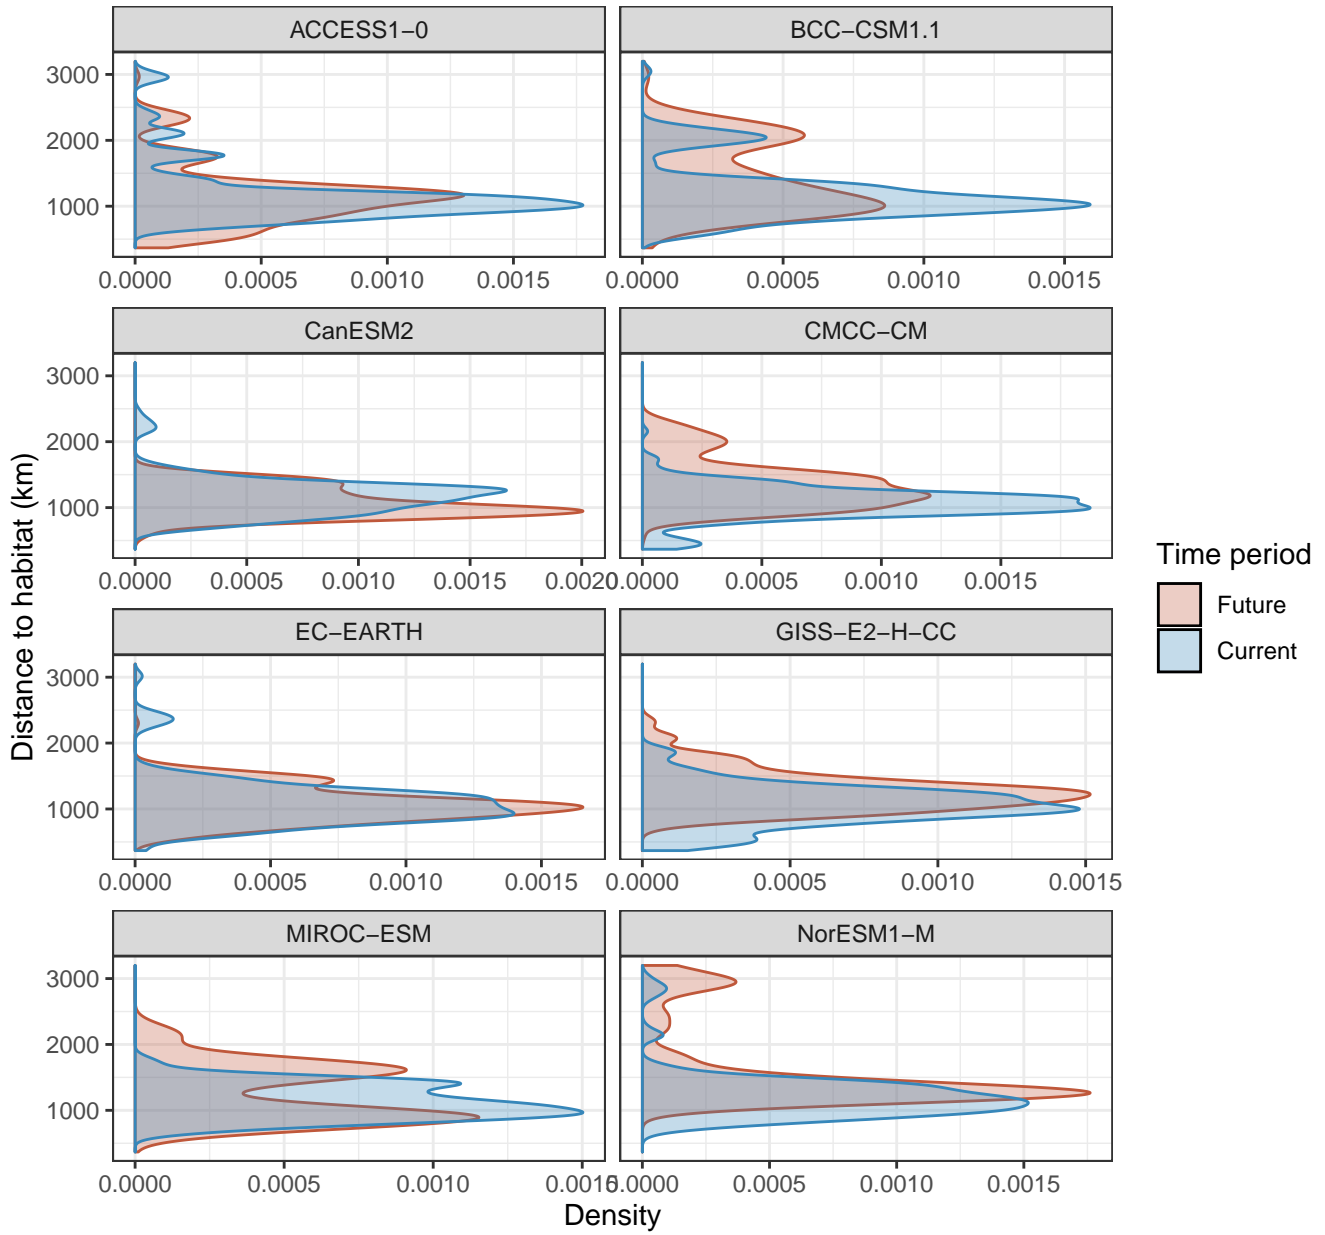 ACCESS1−0 BCC−CSM1.1
3000
2000
1000
0.0000 0.0005 0.0010 0.0015 0.0000 0.0005 0.0010 0.0015
CanESM2 CMCC−CM
3000
2000
1000
0.0000 0.0005 0.0010 0.0015 0.0020 0.0000 0.0005 0.0010 0.0015
EC−EARTH GISS−E2−H−CC
3000
2000
1000
0.0000 0.0005 0.0010 0.0015 0.0000 0.0005 0.0010 0.0015
MIROC−ESM NorESM1−M
3000
2000
1000
0.0000 0.0005 0.0010 0.0015 0.0000 0.0005 0.0010 0.0015
Density
Distance to habitat (km)
Time period
Future
Current